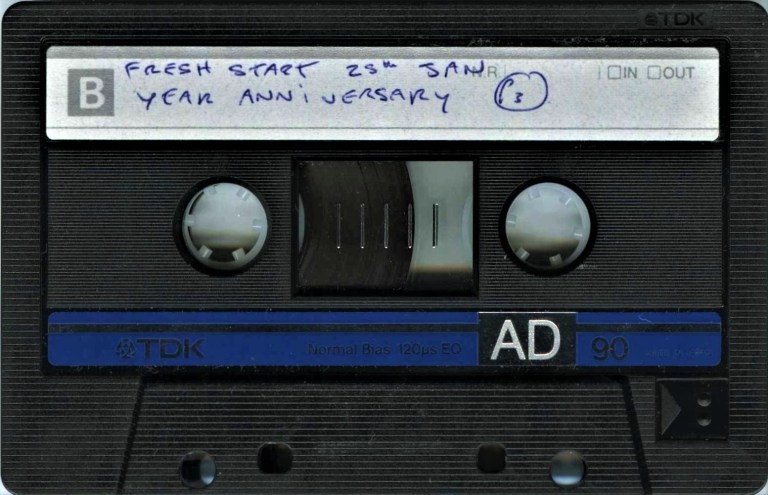 TDK
B
FRESH START 25th JAN
IN OUT
YEAR ANNIVERSARY 3
TDK Normal Bias 120µs EQ AD 90